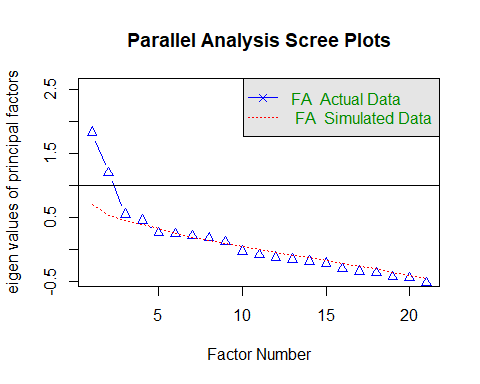 Parallel Analysis Scree Plots
eigen values of principal factors
2.5
1.5
0.5
-0.5
FA Actual Data
FA Simulated Data
5
10
15
20
Factor Number